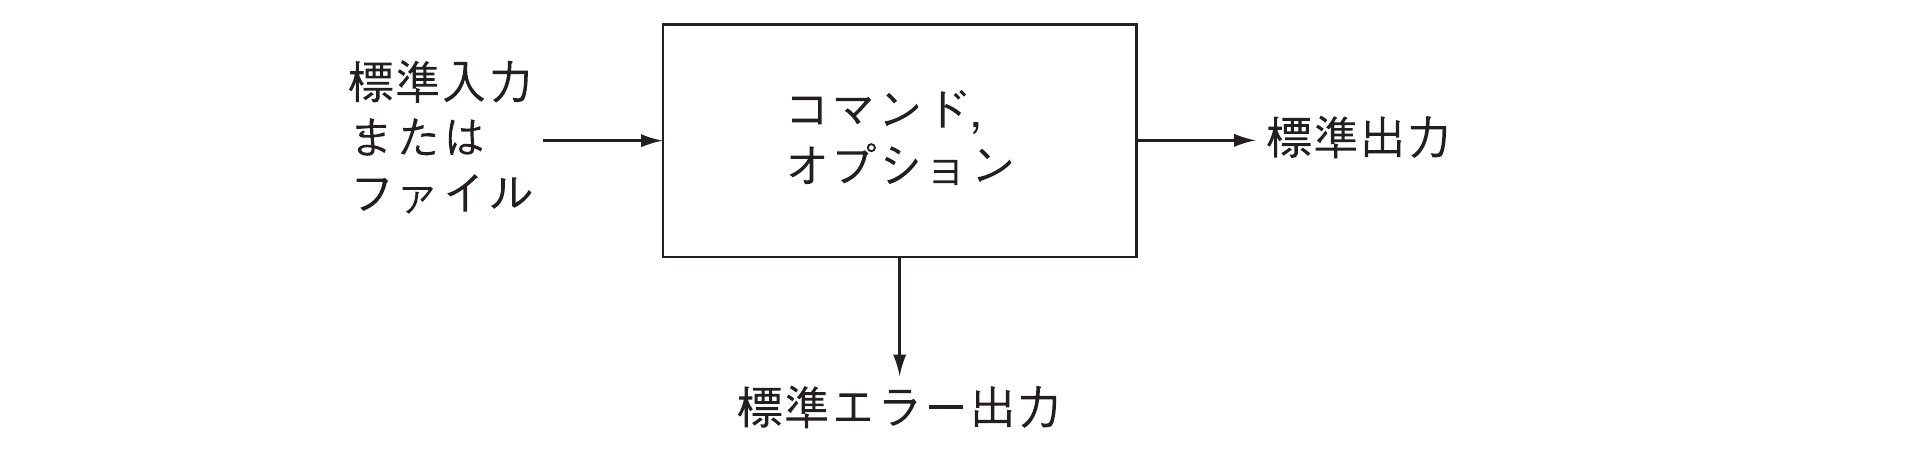 標準入力
または
ファイル
コマンド,
オプション
標準出力
標準エラー出力